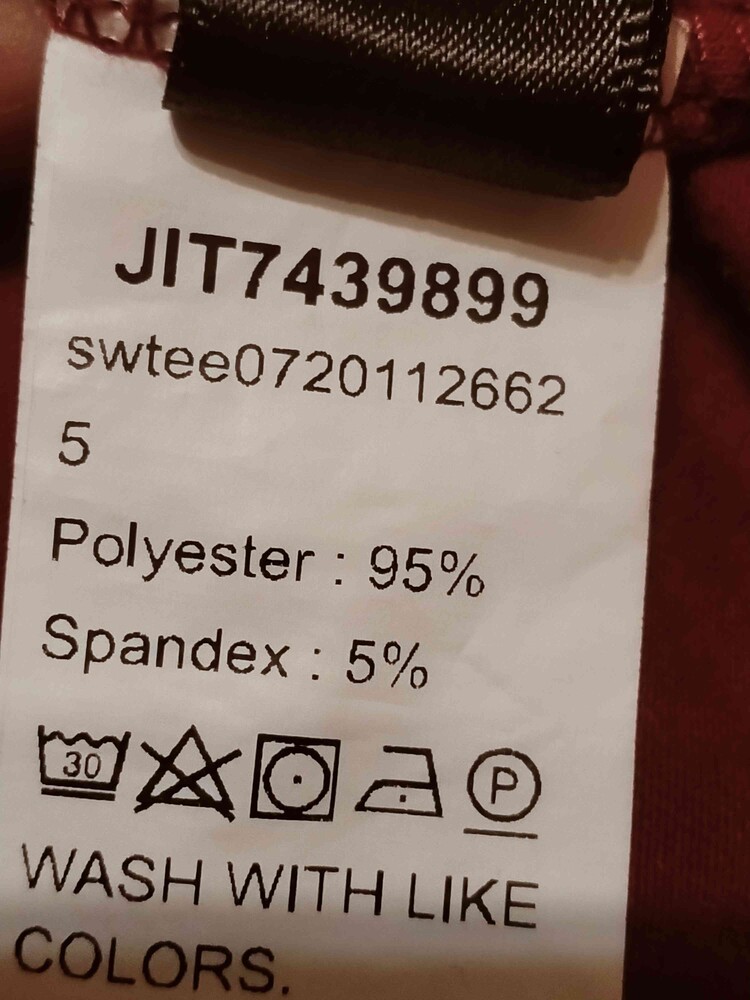 JIT7439899
swtee0720112662
5
Polyester : 95%
Spandex : 5%
30 P
WASH WITH LIKE
COLORS.